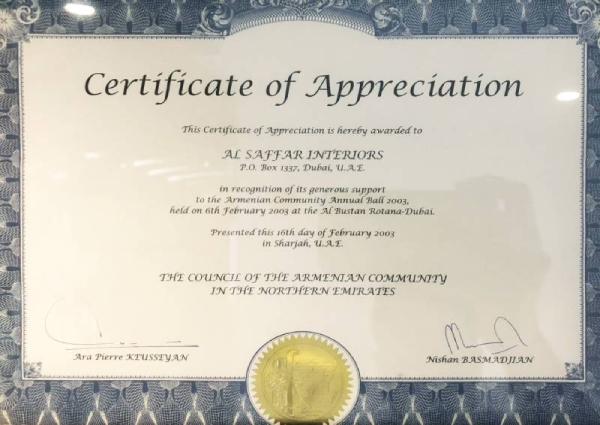 Certificate of Appreciation
This Certificate of Appreciation is hereby awarded to
AL SAFFAR INTERIORS
P.O. Box 1337, Dubai, U.A.E.
in recognition of its generous support
to the Armenian Community Annual Ball 2003,
held on 6th February 2003 at the Al Bustan Rotana-Dubai.
Presented this 16th day of February 2003
in Sharjah, U.A.E.
THE COUNCIL OF THE ARMENIAN COMMUNITY
IN THE NORTHERN EMIRATES
Ara Pierre KEUSSEYAN
Nishan BASMADJIAN